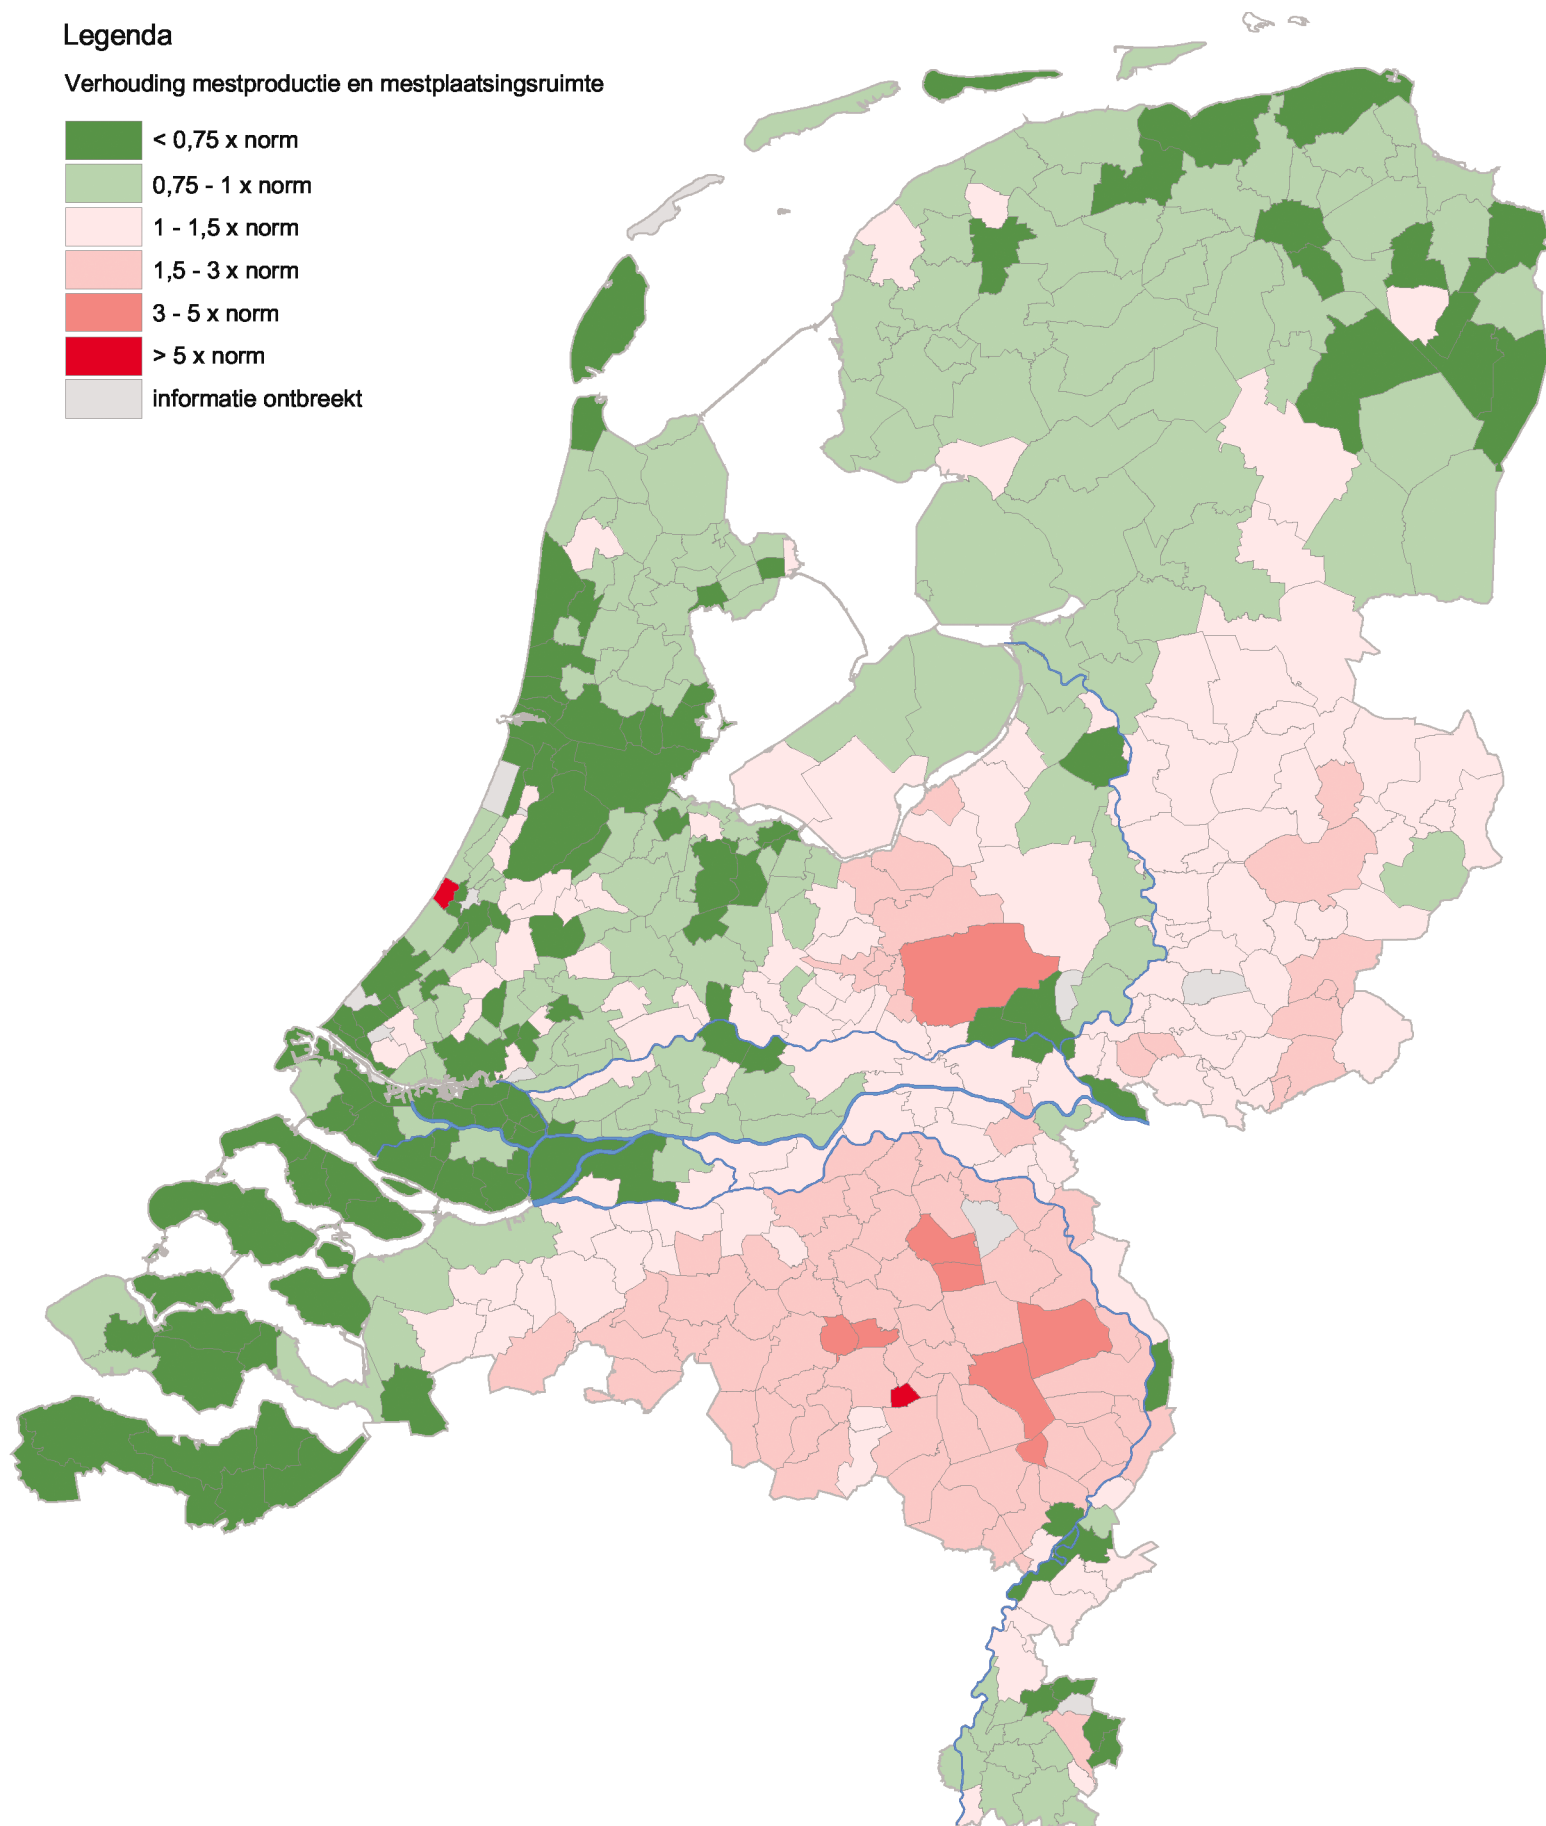 Legenda
Verhouding mestproductie en mestplaatsingsruimte
< 0,75 x norm
0,75 - 1 x norm
1 - 1,5 x norm
1,5 - 3 x norm
3 - 5 x norm
> 5 x norm
informatie ontbreekt